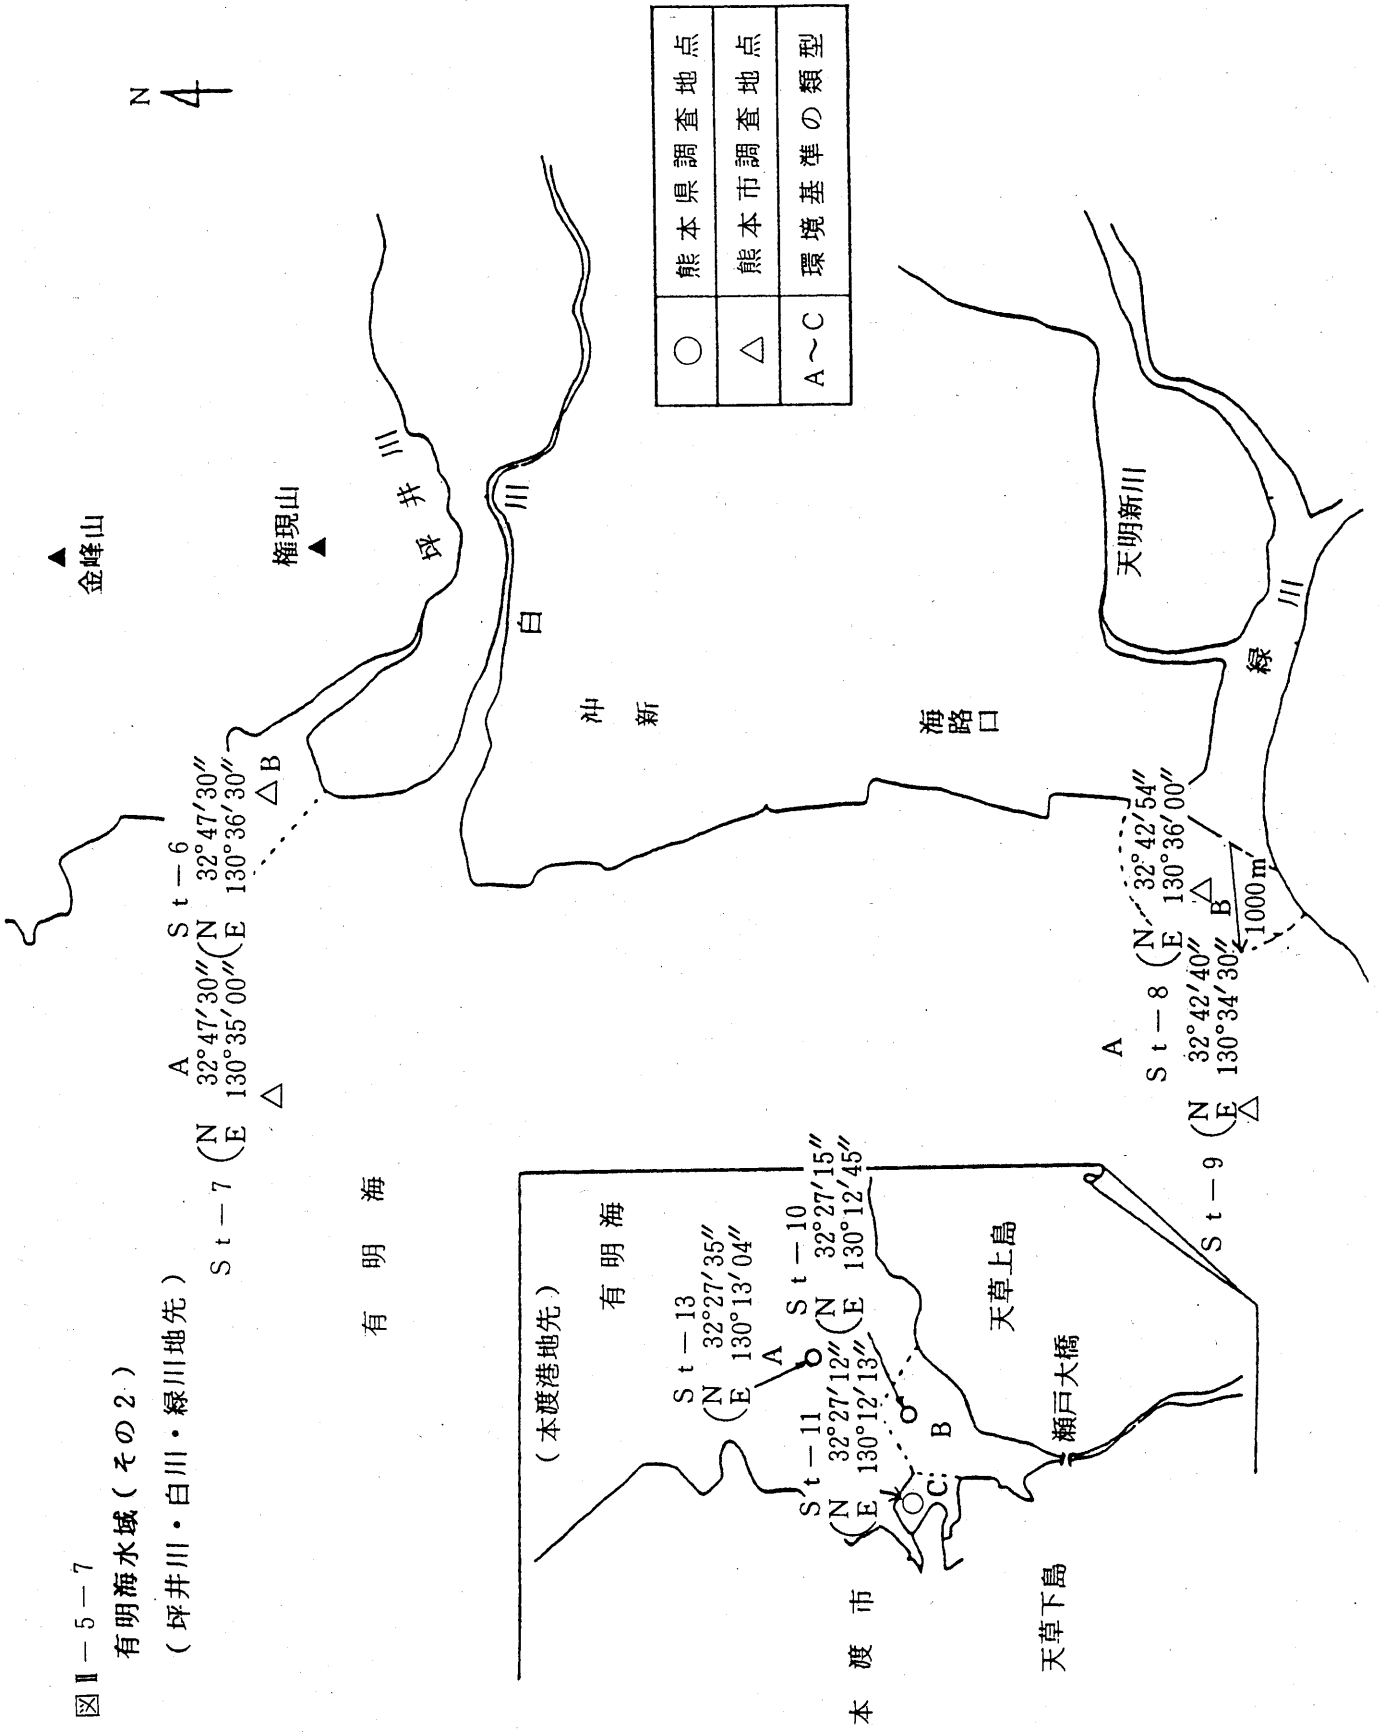 図Ⅱ－5－7
有明海水域（その2）
（坪井川・白川・緑川地先）
N
金峰山
権現山
坪井川
白川
沖新
海路口
天明新川
緑川
有明海
St－6
（N 32°47′30″
E 130°36′30″
B
A
St－7
（N 32°47′30″
E 130°35′00″
A
St－8
（N 32°42′54″
E 130°36′00″
B
1000m
St－9
（N 32°42′40″
E 130°34′30″
○ 熊本県調査地点
△ 熊本市調査地点
A～C 環境基準の類型
（本渡港地先）
有明海
St－13
（N 32°27′35″
E 130°13′04″
A
St－10
（N 32°27′15″
E 130°12′45″
B
St－11
（N 32°27′12″
E 130°12′13″
C
本渡市
瀬戸大橋
天草上島
天草下島